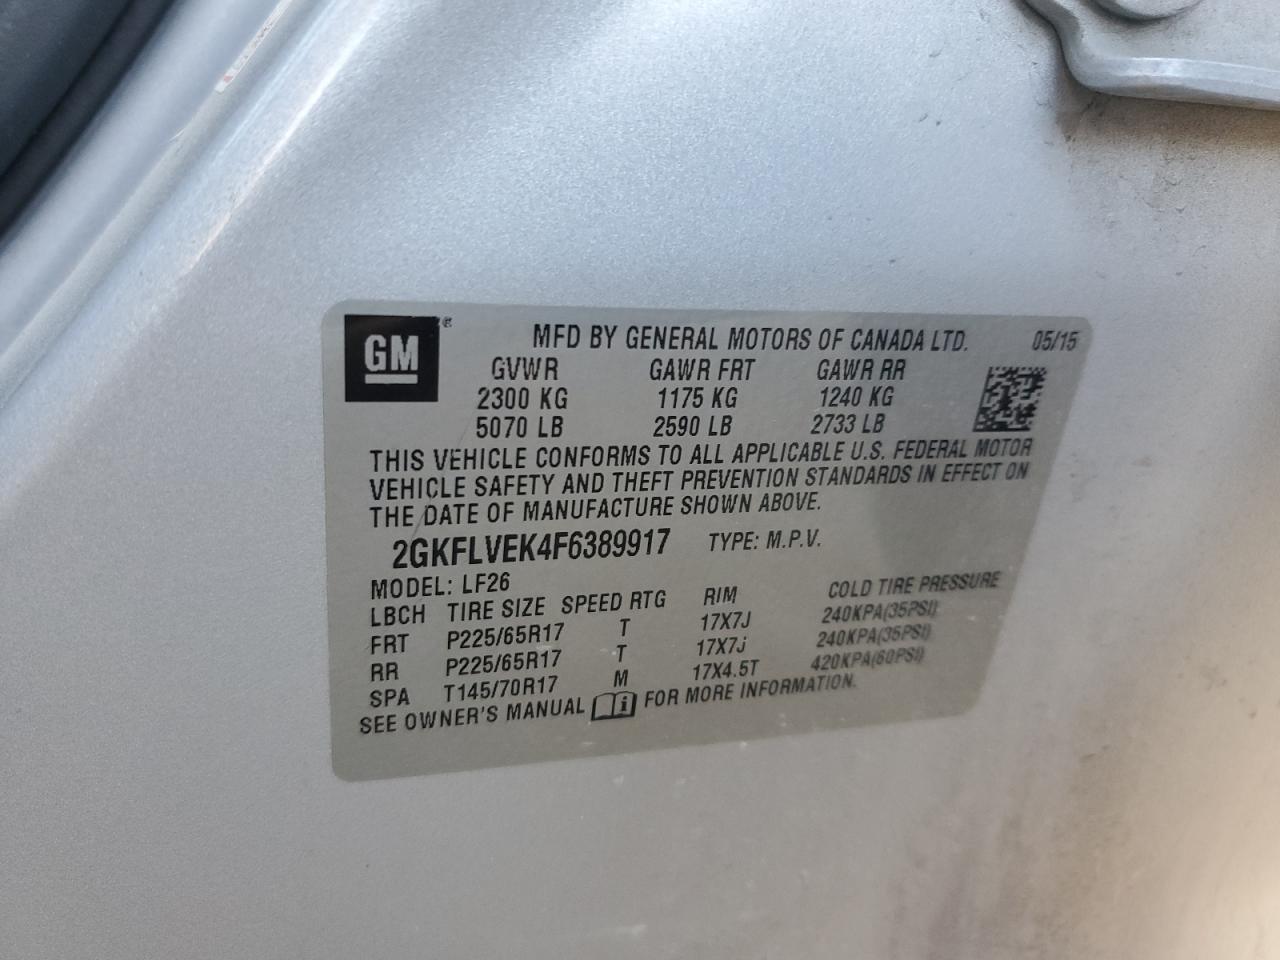 GM ®
MFD BY GENERAL MOTORS OF CANADA LTD. 05/15
GVWR GAWR FRT GAWR RR
2300 KG 1175 KG 1240 KG
5070 LB 2590 LB 2733 LB
THIS VEHICLE CONFORMS TO ALL APPLICABLE U.S. FEDERAL MOTOR
VEHICLE SAFETY AND THEFT PREVENTION STANDARDS IN EFFECT ON
THE DATE OF MANUFACTURE SHOWN ABOVE.
2GKFLVEK4F6389917 TYPE: M.P.V.
MODEL: LF26
LBCH TIRE SIZE SPEED RTG RIM COLD TIRE PRESSURE
FRT P225/65R17 T 17X7J 240KPA(35PSI)
RR P225/65R17 T 17X7J 240KPA(35PSI)
SPA T145/70R17 M 17X4.5T 420KPA(60PSI)
SEE OWNER'S MANUAL i FOR MORE INFORMATION.